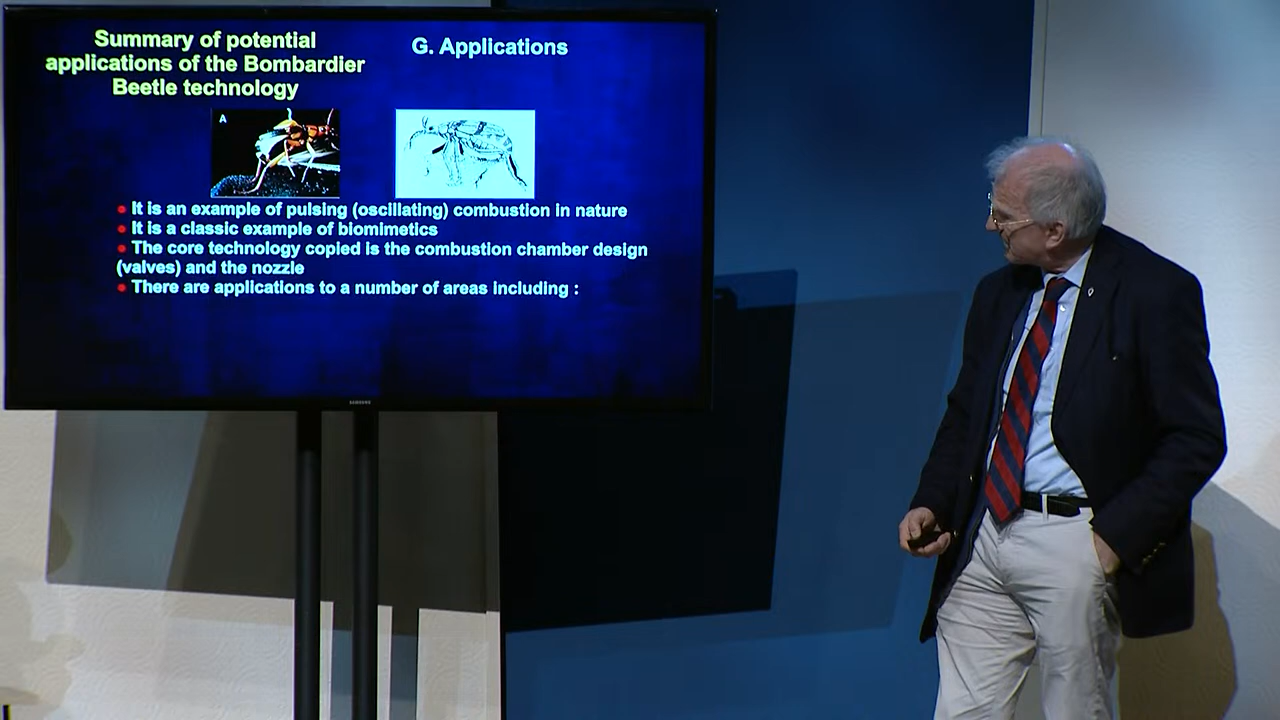 Summary of potential
applications of the Bombardier
Beetle technology
G. Applications
A
It is an example of pulsing (oscillating) combustion in nature
It is a classic example of biomimetics
The core technology copied is the combustion chamber design
(valves) and the nozzle
There are applications to a number of areas including :
SAMSUNG